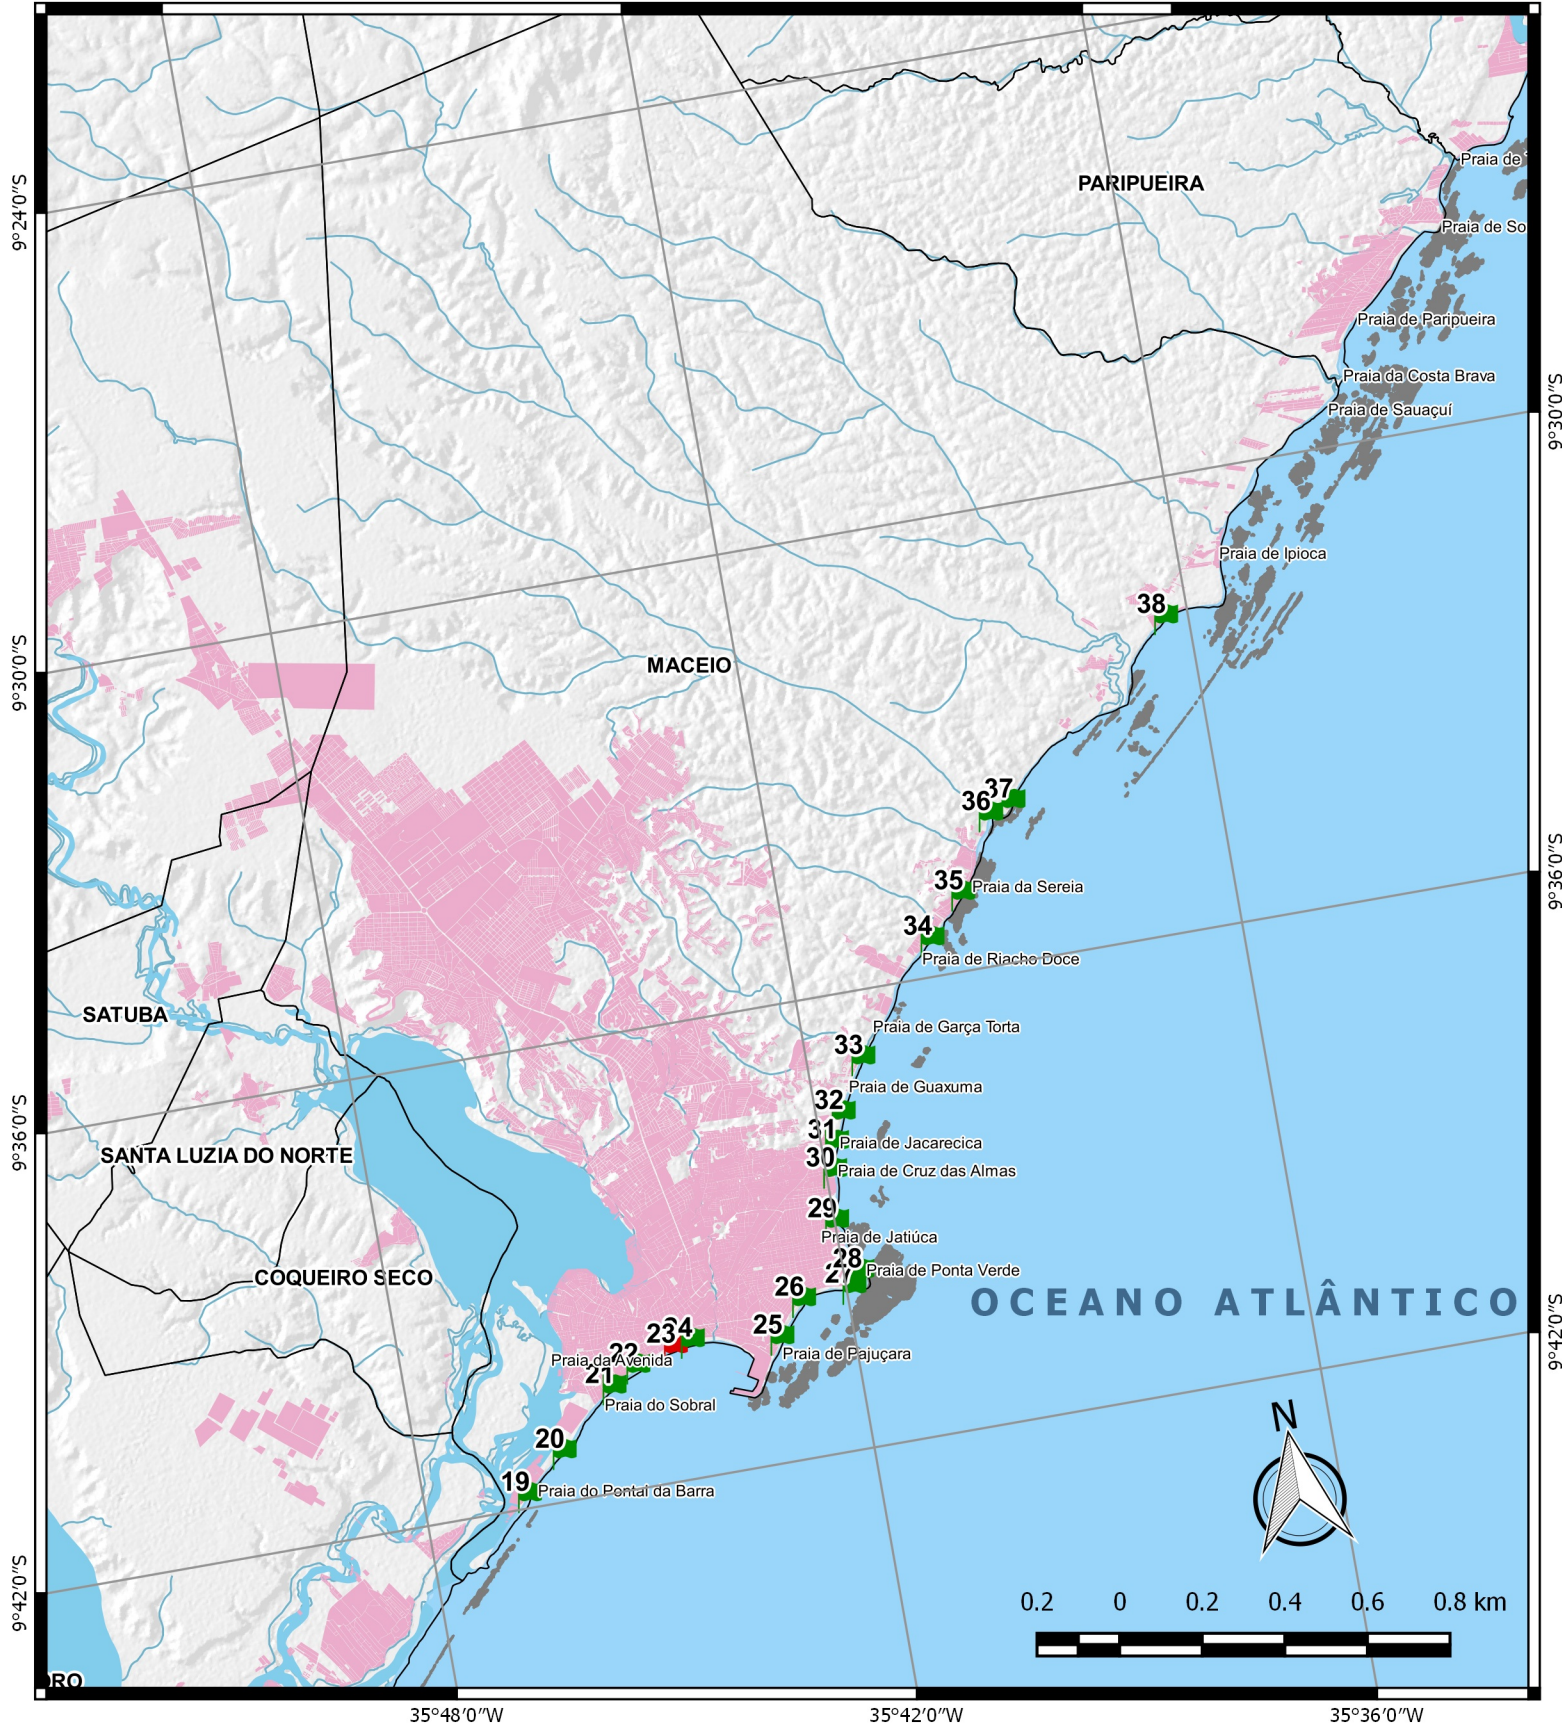 PARIPUEIRA
Praia de
Praia de So
Praia de Paripueira
Praia da Costa Brava
Praia de Sauaçuí
Praia de Ipioca
38
MACEIO
37
36
35
Praia da Sereia
34
Praia de Riacho Doce
SATUBA
Praia de Garça Torta
33
Praia de Guaxuma
32
31
Praia de Jacarecica
SANTA LUZIA DO NORTE
30
Praia de Cruz das Almas
29
Praia de Jatiúca
28
27
Praia de Ponta Verde
COQUEIRO SECO
26
OCEANO ATLÂNTICO
25
24
23
Praia de Pajuçara
22
Praia da Avenida
21
Praia do Sobral
20
19
Praia do Pontal da Barra
N
0.2 0 0.2 0.4 0.6 0.8 km
ORO
9°24'0"S
9°30'0"S
9°36'0"S
9°42'0"S
9°30'0"S
9°36'0"S
9°42'0"S
35°48'0"W
35°42'0"W
35°36'0"W